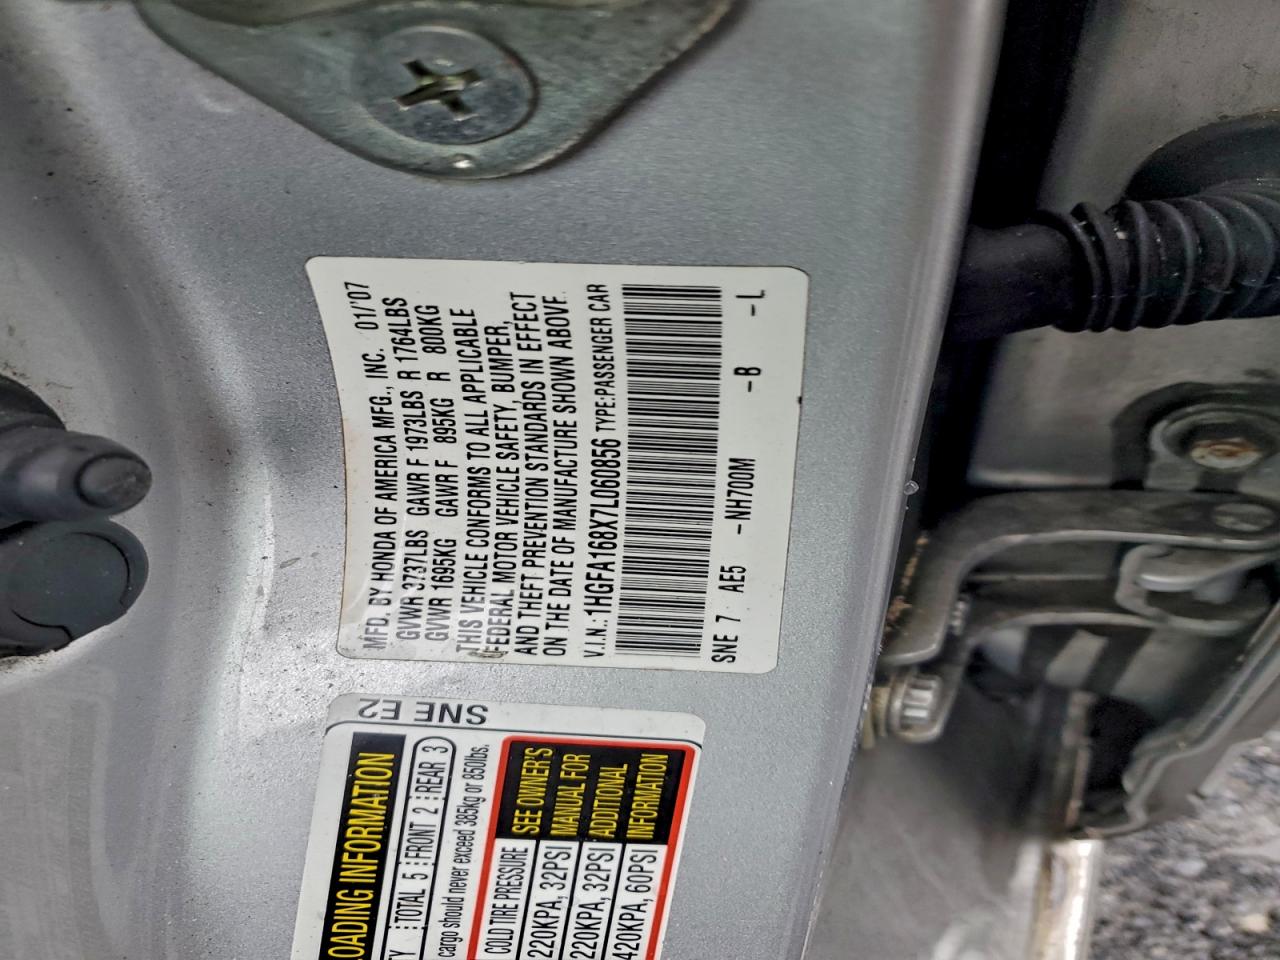 MFD. BY HONDA OF AMERICA MFG., INC. 01/'07
GVWR 3737LBS GAWR F 1973LBS R 1764LBS
GVWR 1695KG GAWR F 895KG R 800KG
THIS VEHICLE CONFORMS TO ALL APPLICABLE
FEDERAL MOTOR VEHICLE SAFETY, BUMPER,
AND THEFT PREVENTION STANDARDS IN EFFECT
ON THE DATE OF MANUFACTURE SHOWN ABOVE.
V.I.N.: 1HGFA168X7L060856 TYPE:PASSENGER CAR
SNE 7 AE5 -NH700M -B -L
SNE E2
LOADING INFORMATION
TOTAL 5 FRONT 2 REAR 3
cargo should never exceed 385kg or 850lbs.
COLD TIRE PRESSURE
220KPA, 32PSI
220KPA, 32PSI
420KPA, 60PSI
SEE OWNER'S
MANUAL FOR
ADDITIONAL
INFORMATION